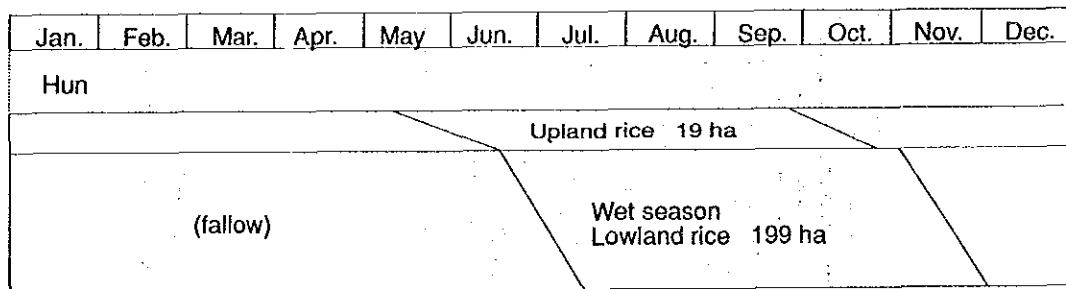 Jan. Feb. Mar. Apr. May Jun. Jul. Aug. Sep. Oct. Nov. Dec.
Hun
Upland rice 19 ha
(fallow)
Wet season
Lowland rice 199 ha